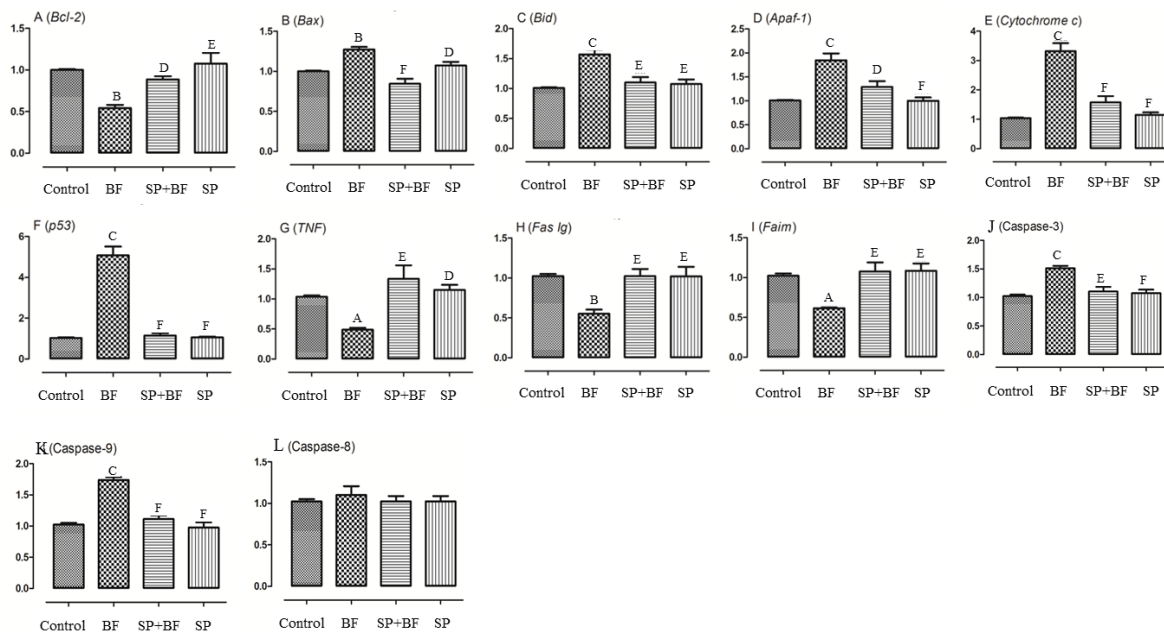 A (Bcl-2)
1.5
1.0
0.5
0.0
B
D
E
Control BF SP+BF SP
B (Bax)
1.5
1.0
0.5
0.0
B
F
D
Control BF SP+BF SP
C (Bid)
2.0
1.5
1.0
0.5
0.0
C
E
E
Control BF SP+BF SP
D (Apaf-1)
2.5
2.0
1.5
1.0
0.5
0.0
C
D
F
Control BF SP+BF SP
E (Cytochrome c)
4
3
2
1
0
C
F
F
Control BF SP+BF SP
F (p53)
6
4
2
0
C
F
F
Control BF SP+BF SP
G (TNF)
2.0
1.5
1.0
0.5
0.0
A
E
D
Control BF SP+BF SP
H (Fas lg)
1.5
1.0
0.5
0.0
B
E
E
Control BF SP+BF SP
I (Faim)
1.5
1.0
0.5
0.0
A
E
E
Control BF SP+BF SP
J (Caspase-3)
2.0
1.5
1.0
0.5
0.0
C
E
F
Control BF SP+BF SP
K (Caspase-9)
2.0
1.5
1.0
0.5
0.0
C
F
F
Control BF SP+BF SP
L (Caspase-8)
1.5
1.0
0.5
0.0
Control BF SP+BF SP